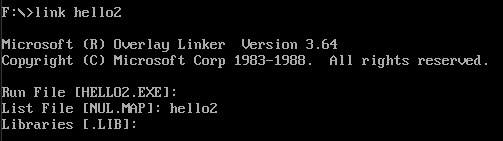 F:\>link hello2
Microsoft (R) Overlay Linker  Version 3.64
Copyright (C) Microsoft Corp 1983-1988.  All rights reserved.
Run File [HELLO2.EXE]:
List File [NUL.MAP]: hello2
Libraries [.LIB]: